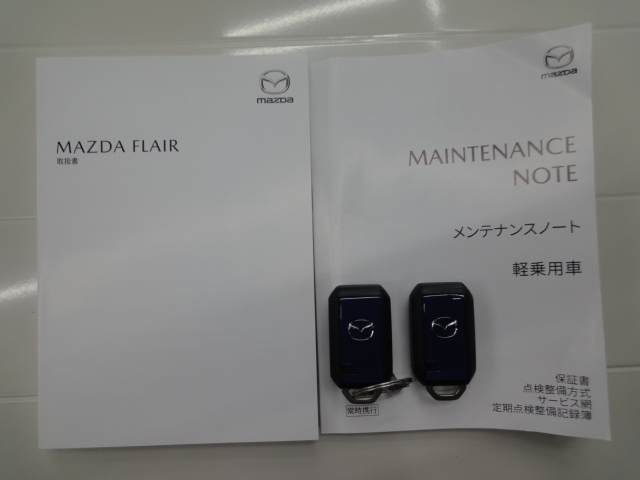 mazda
MAZDA FLAIR
取扱書
mazda
MAINTENANCE
NOTE
メンテナンスノート
軽乗用車
保証書
点検整備方式
サービス網
定期点検整備記録簿
常時携行